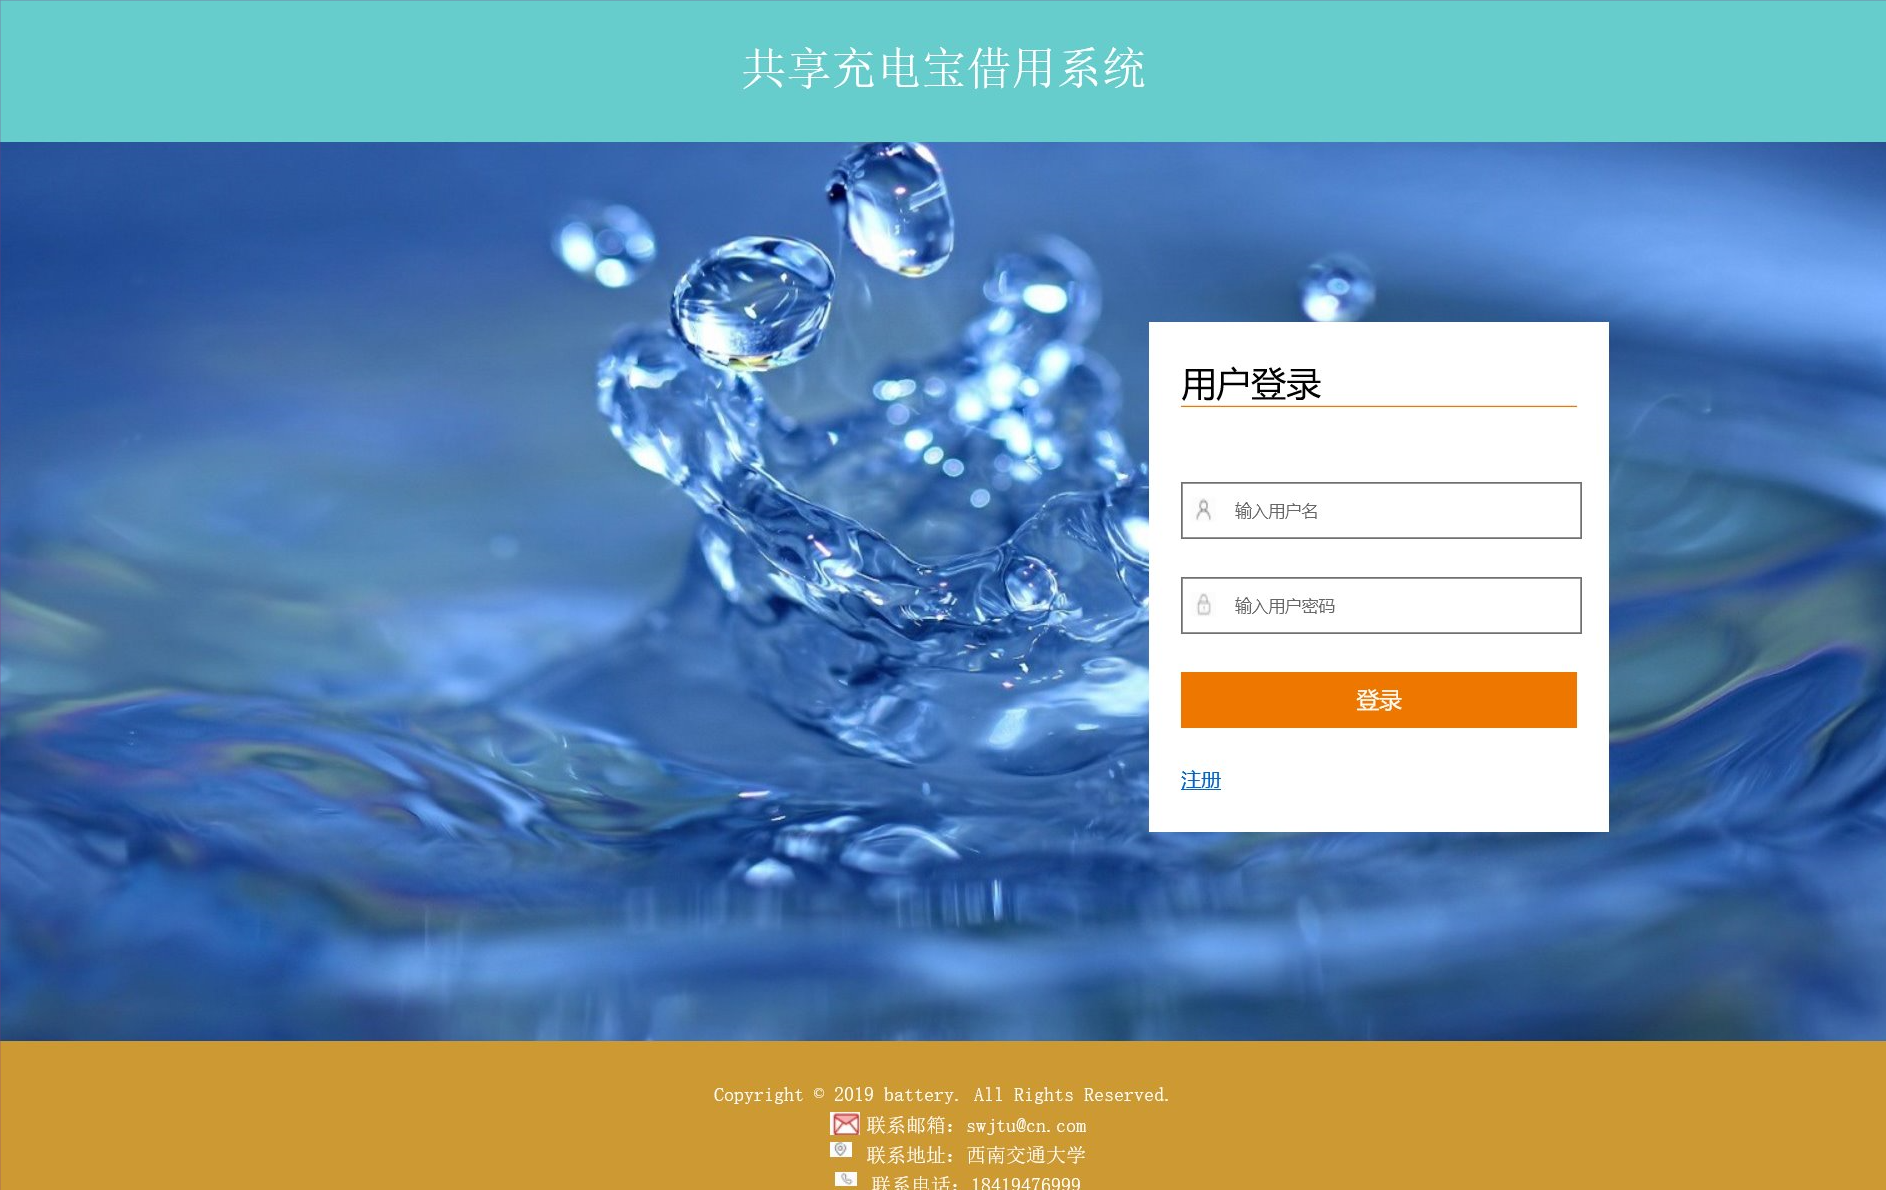 共享充电宝借用系统
用户登录
输入用户名
输入用户密码
登录
注册
Copyright © 2019 battery. All Rights Reserved.
联系邮箱：swjtu@cn.com
联系地址：西南交通大学
联系电话：18419476999